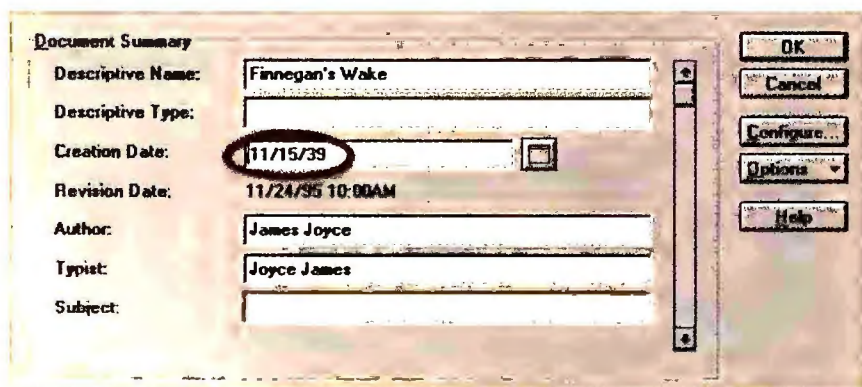 Document Summary
Descriptive Name: Finnegan's Wake
Descriptive Type:
Creation Date: 11/15/39
Revision Date: 11/24/95 10:00AM
Author: James Joyce
Typist: Joyce James
Subject:
OK
Cancel
Configure...
Options
Help